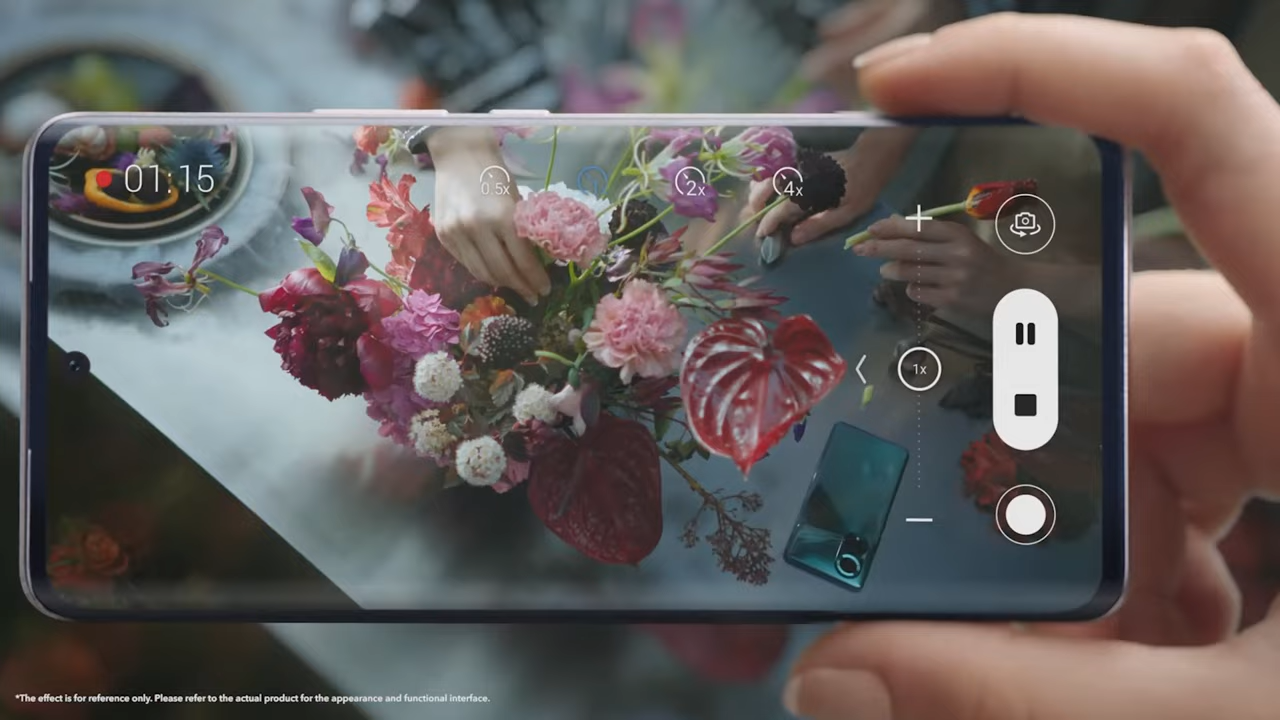 01:15
0.5x
2x
4x
1x
*The effect is for reference only. Please refer to the actual product for the appearance and functional interface.